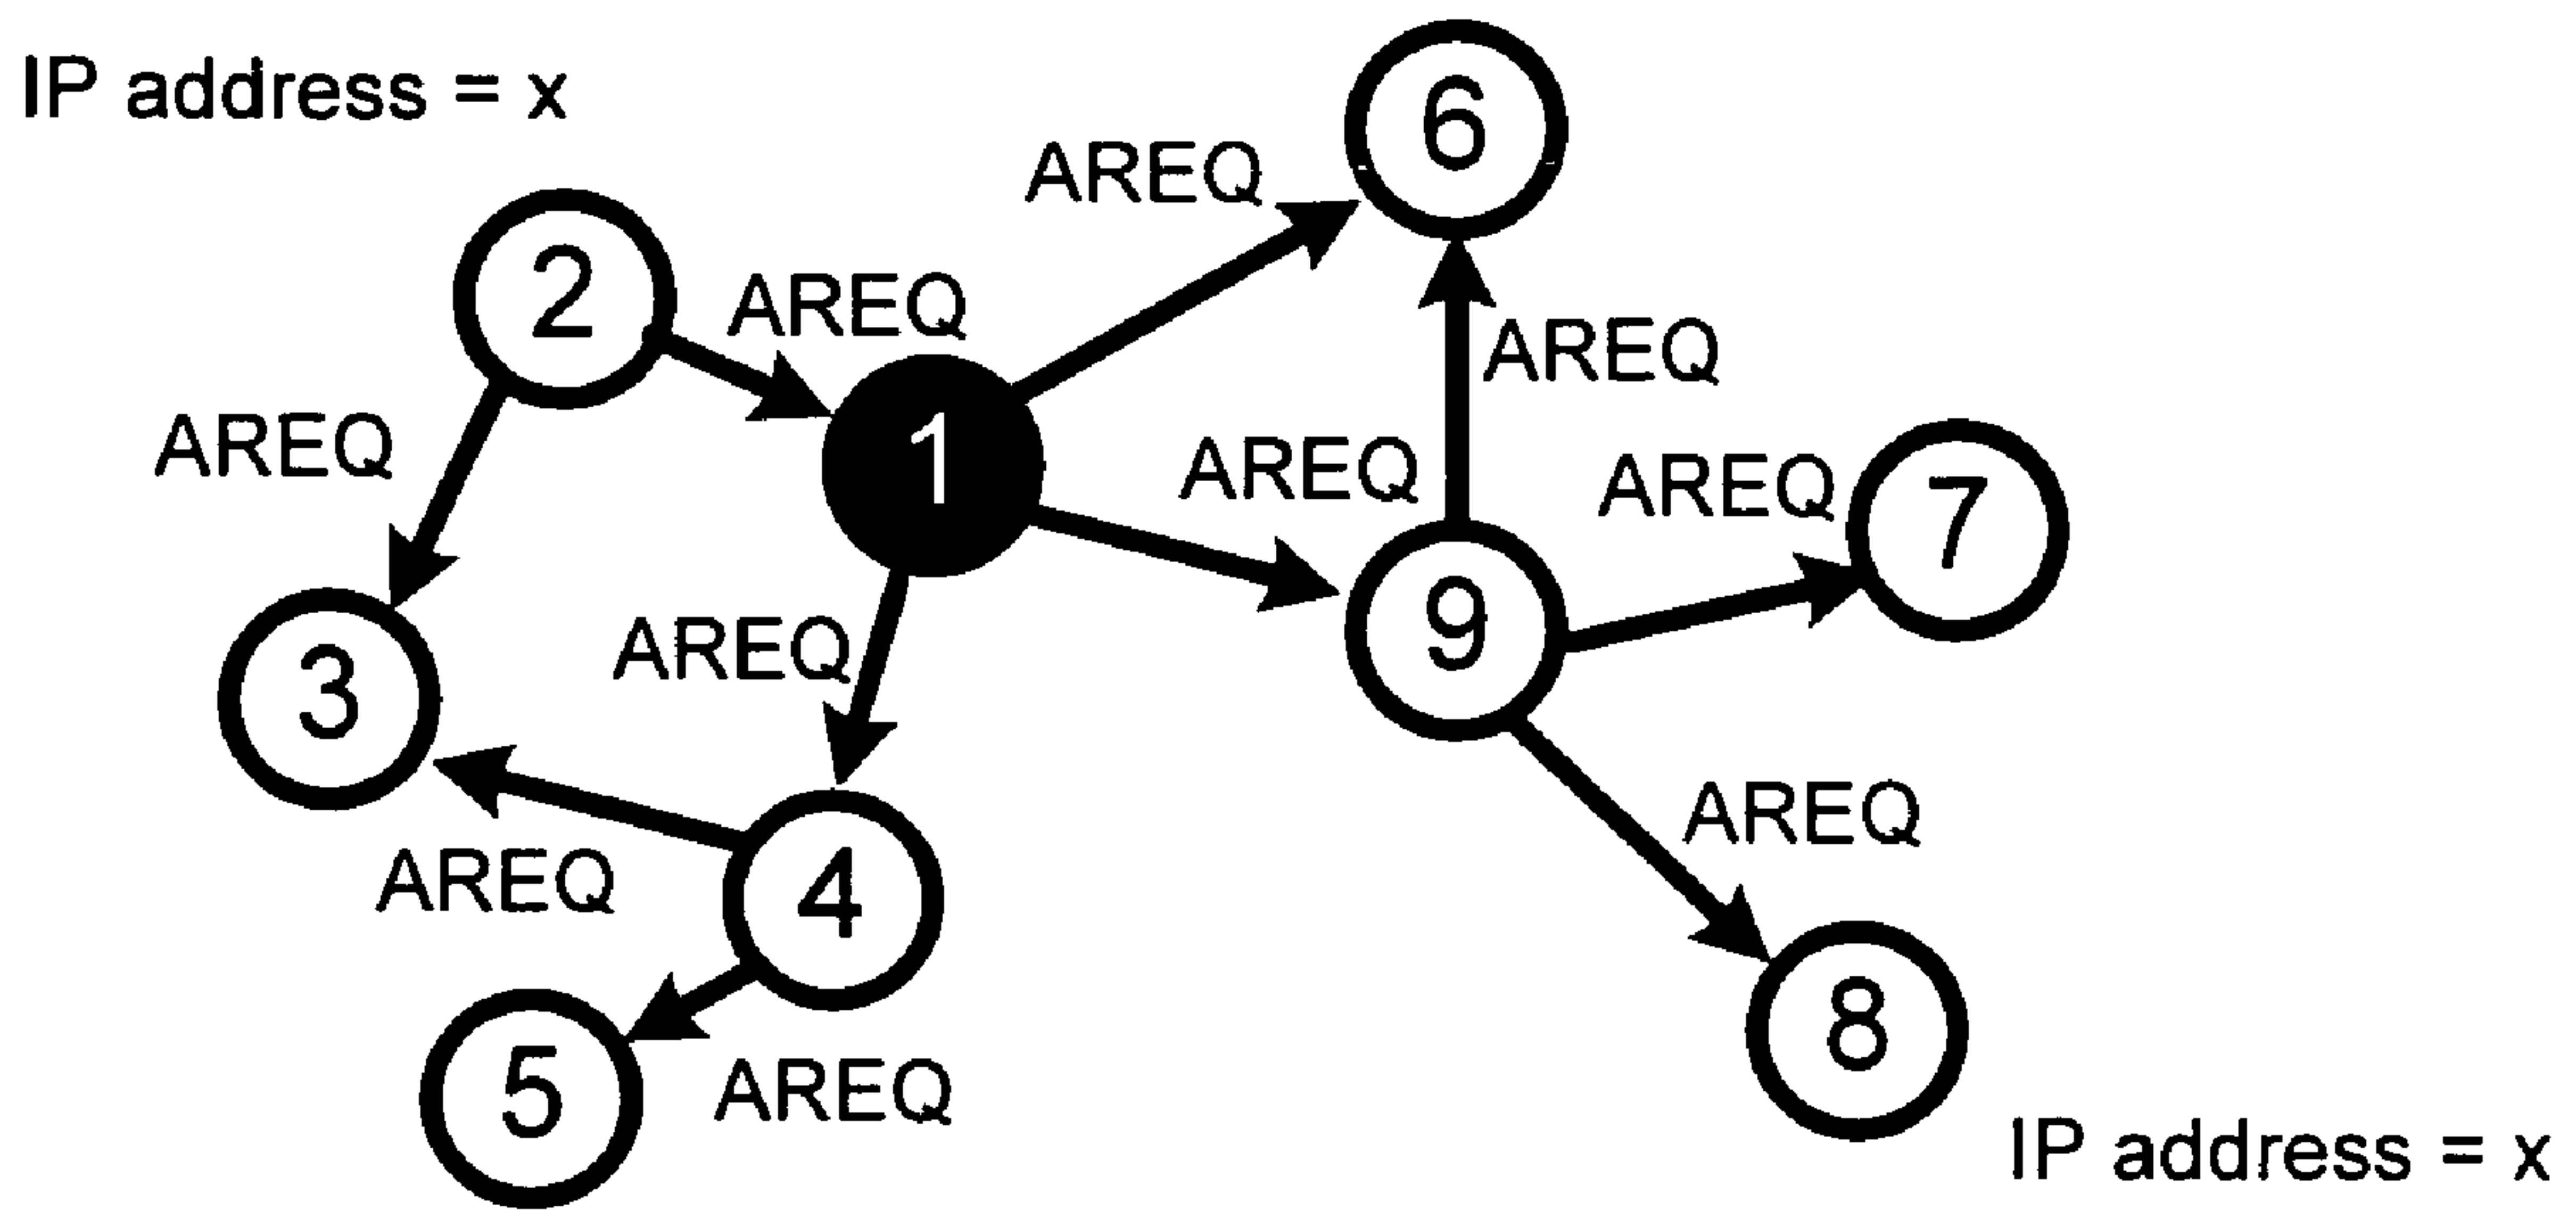 IP address = x
6
AREQ
2
AREQ
AREQ
1
AREQ
AREQ
AREQ
7
3
AREQ
9
AREQ
AREQ
4
8
5
AREQ
IP address = x